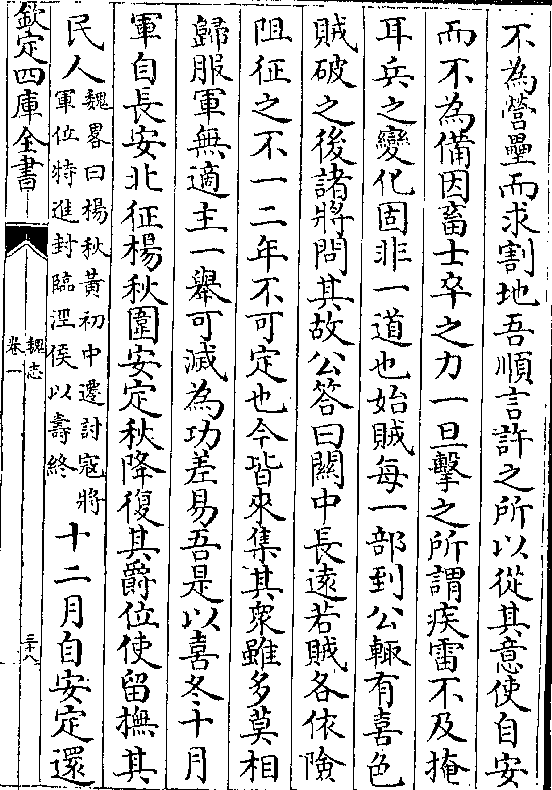 不為營壘而求割地吾順言許之所以從其意使自安
而不為備因畜士卒之力一旦擊之所謂疾雷不及掩
耳兵之變化固非一道也始賊每一部到公輒有喜色
賊破之後諸將問其故公答曰關中長遠若賊各依險
阻征之不一二年不可定也今皆來集其衆雖多莫相
歸服軍無適主一舉可滅為功差易吾是以喜冬十月
軍自長安北征楊秋圍安定秋降復其爵位使留撫其
民人
魏畧曰楊秋黃初中遷討寇將
軍位特進封臨涇侯以壽終
十二月自安定還
欽定四庫全書
魏志
卷一
三十八